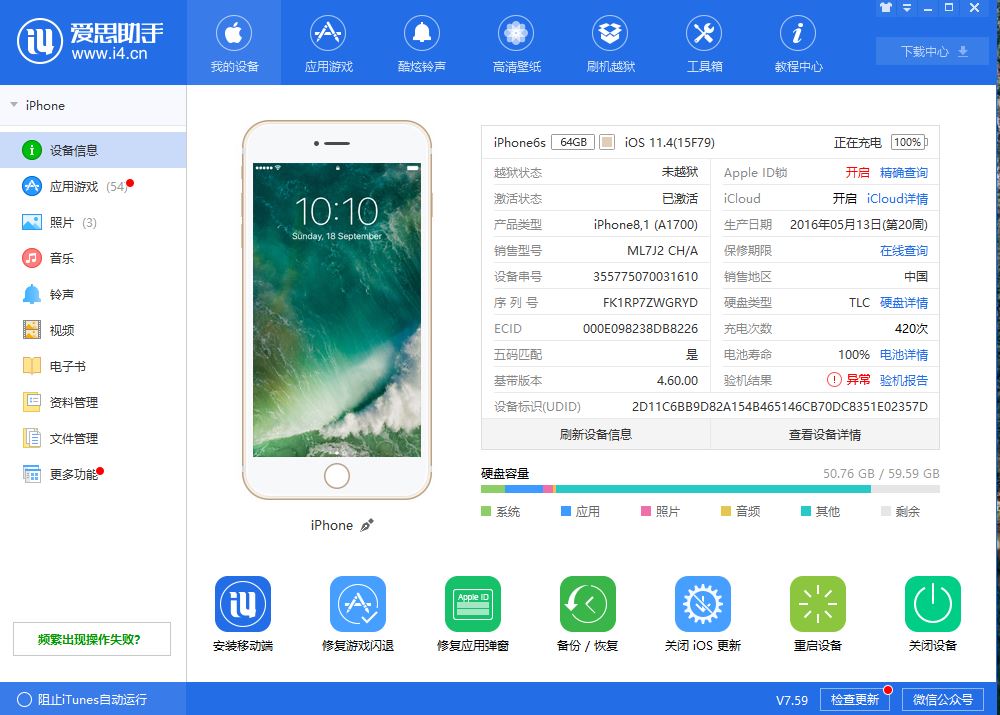 爱思助手
www.i4.cn
我的设备
应用游戏
酷炫铃声
高清壁纸
刷机越狱
工具箱
教程中心
下载中心
iPhone
设备信息
应用游戏 (54)
照片 (3)
音乐
铃声
视频
电子书
资料管理
文件管理
更多功能
频繁出现操作失败?
10:10
Sunday, 18 September
iPhone
iPhone6s 64GB iOS 11.4(15F79) 正在充电 100%
越狱状态 未越狱 Apple ID锁 开启 精确查询
激活状态 已激活 iCloud 开启 iCloud详情
产品类型 iPhone8,1 (A1700) 生产日期 2016年05月13日(第20周)
销售型号 ML7J2 CH/A 保修期限 在线查询
设备串号 355775070031610 销售地区 中国
序 列 号 FK1RP7ZWGRYD 硬盘类型 TLC 硬盘详情
ECID 000E098238DB8226 充电次数 420次
五码匹配 是 电池寿命 100% 电池详情
基带版本 4.60.00 验机结果 异常 验机报告
设备标识(UDID) 2D11C6BB9D82A154B465146CB70DC8351E02357D
刷新设备信息 查看设备详情
硬盘容量 50.76 GB / 59.59 GB
系统 应用 照片 音频 其他 剩余
Apple ID
安装移动端 修复游戏闪退 修复应用弹窗 备份 / 恢复 关闭 iOS 更新 重启设备 关闭设备
阻止iTunes自动运行 V7.59 检查更新 微信公众号